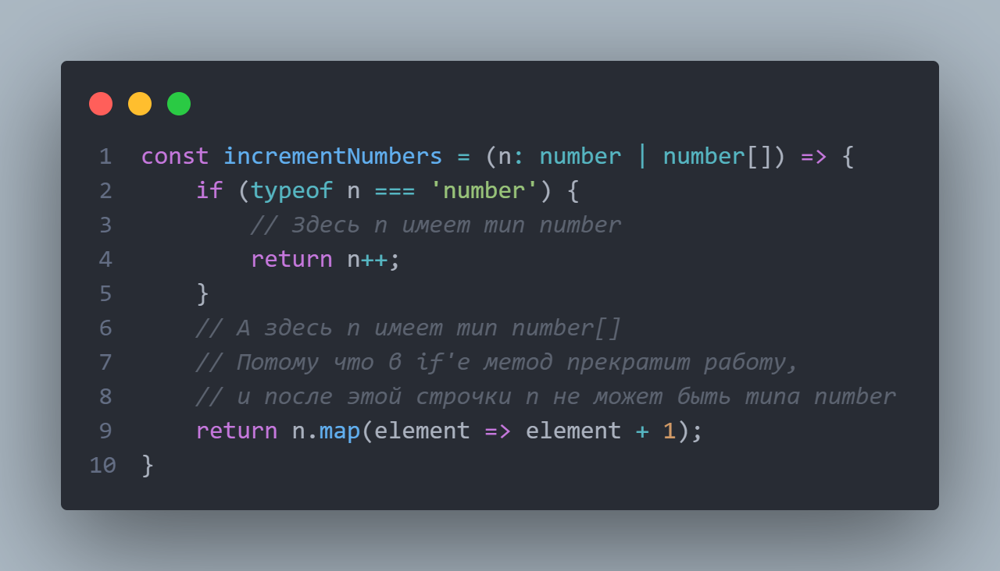 1 const incrementNumbers = (n: number | number[]) => {
2     if (typeof n === 'number') {
3         // Здесь n имеет тип number
4         return n++;
5     }
6     // А здесь n имеет тип number[]
7     // Потому что в if'е метод прекратит работу,
8     // и после этой строчки n не может быть типа number
9     return n.map(element => element + 1);
10 }